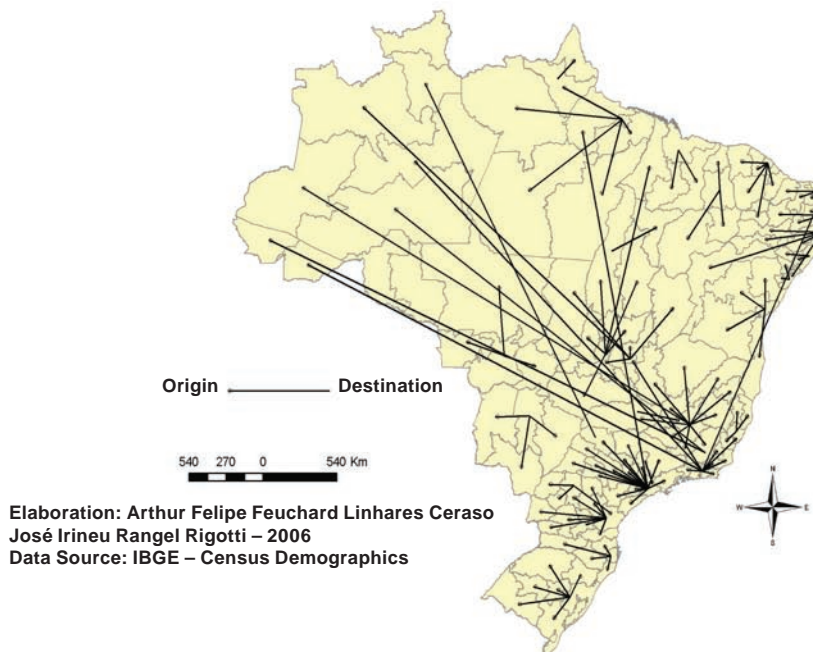 Origin Destination
540 270 0 540 Km
N
W E
S
Elaboration: Arthur Felipe Feuchard Linhares Ceraso
José Irineu Rangel Rigotti – 2006
Data Source: IBGE – Census Demographics